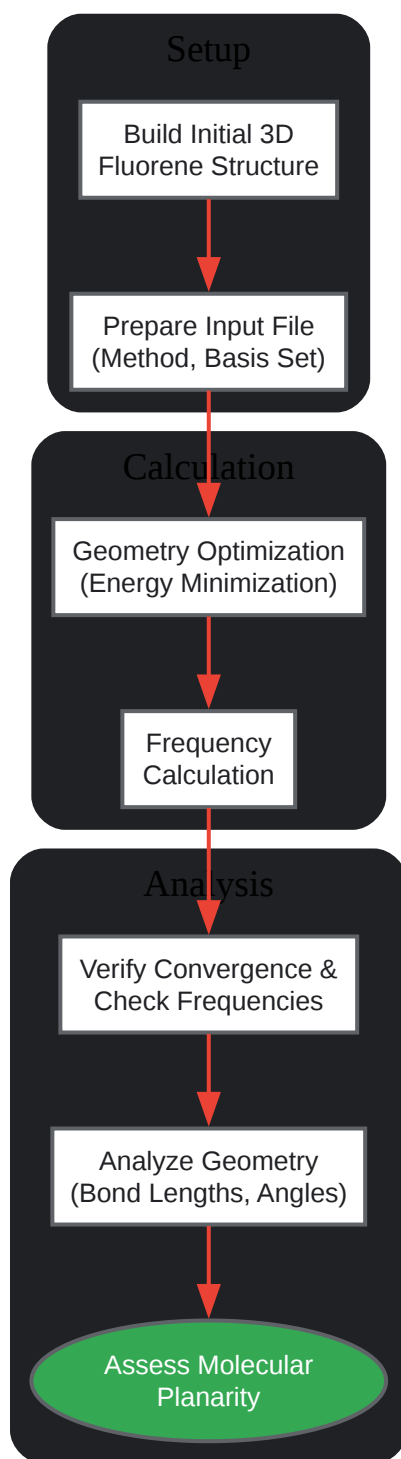 Setup
Build Initial 3D
Fluorene Structure
Prepare Input File
(Method, Basis Set)
Calculation
Geometry Optimization
(Energy Minimization)
Frequency
Calculation
Analysis
Verify Convergence &
Check Frequencies
Analyze Geometry
(Bond Lengths, Angles)
Assess Molecular
Planarity